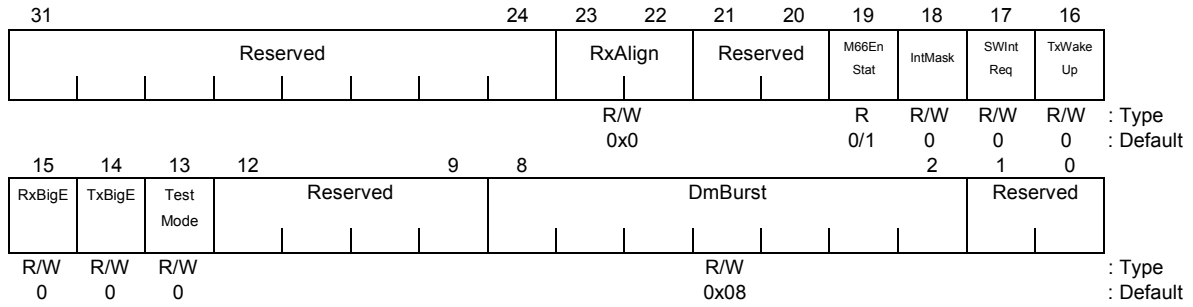 31 24 23 22 21 20 19 18 17 16
Reserved RxAlign Reserved M66En Stat IntMask SWInt Req TxWake Up
R/W R R/W R/W R/W : Type
0x0 0/1 0 0 0 : Default
15 14 13 12 9 8 2 1 0
RxBigE TxBigE Test Mode Reserved DmBurst Reserved
R/W R/W R/W R/W : Type
0 0 0 0x08 : Default